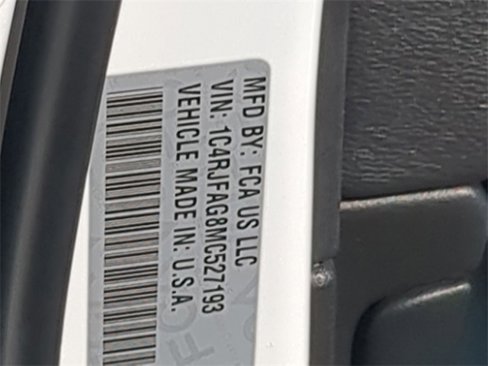 MFD BY: FCA US LLC
VIN: 1C4RJFAG8MC527193
VEHICLE MADE IN: U.S.A.